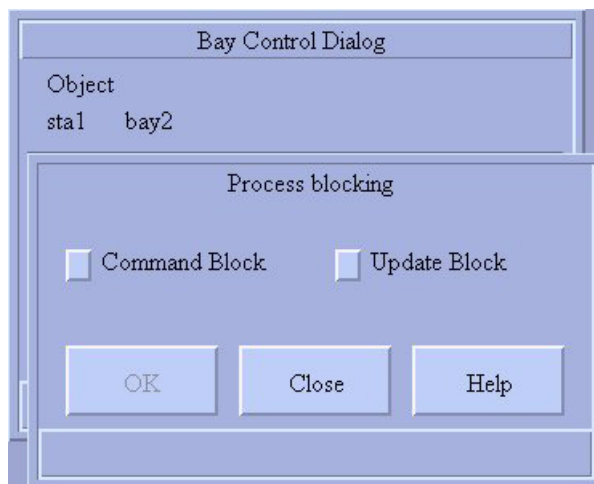 Bay Control Dialog
Object
sta1 bay2
Process blocking
Command Block Update Block
OK Close Help